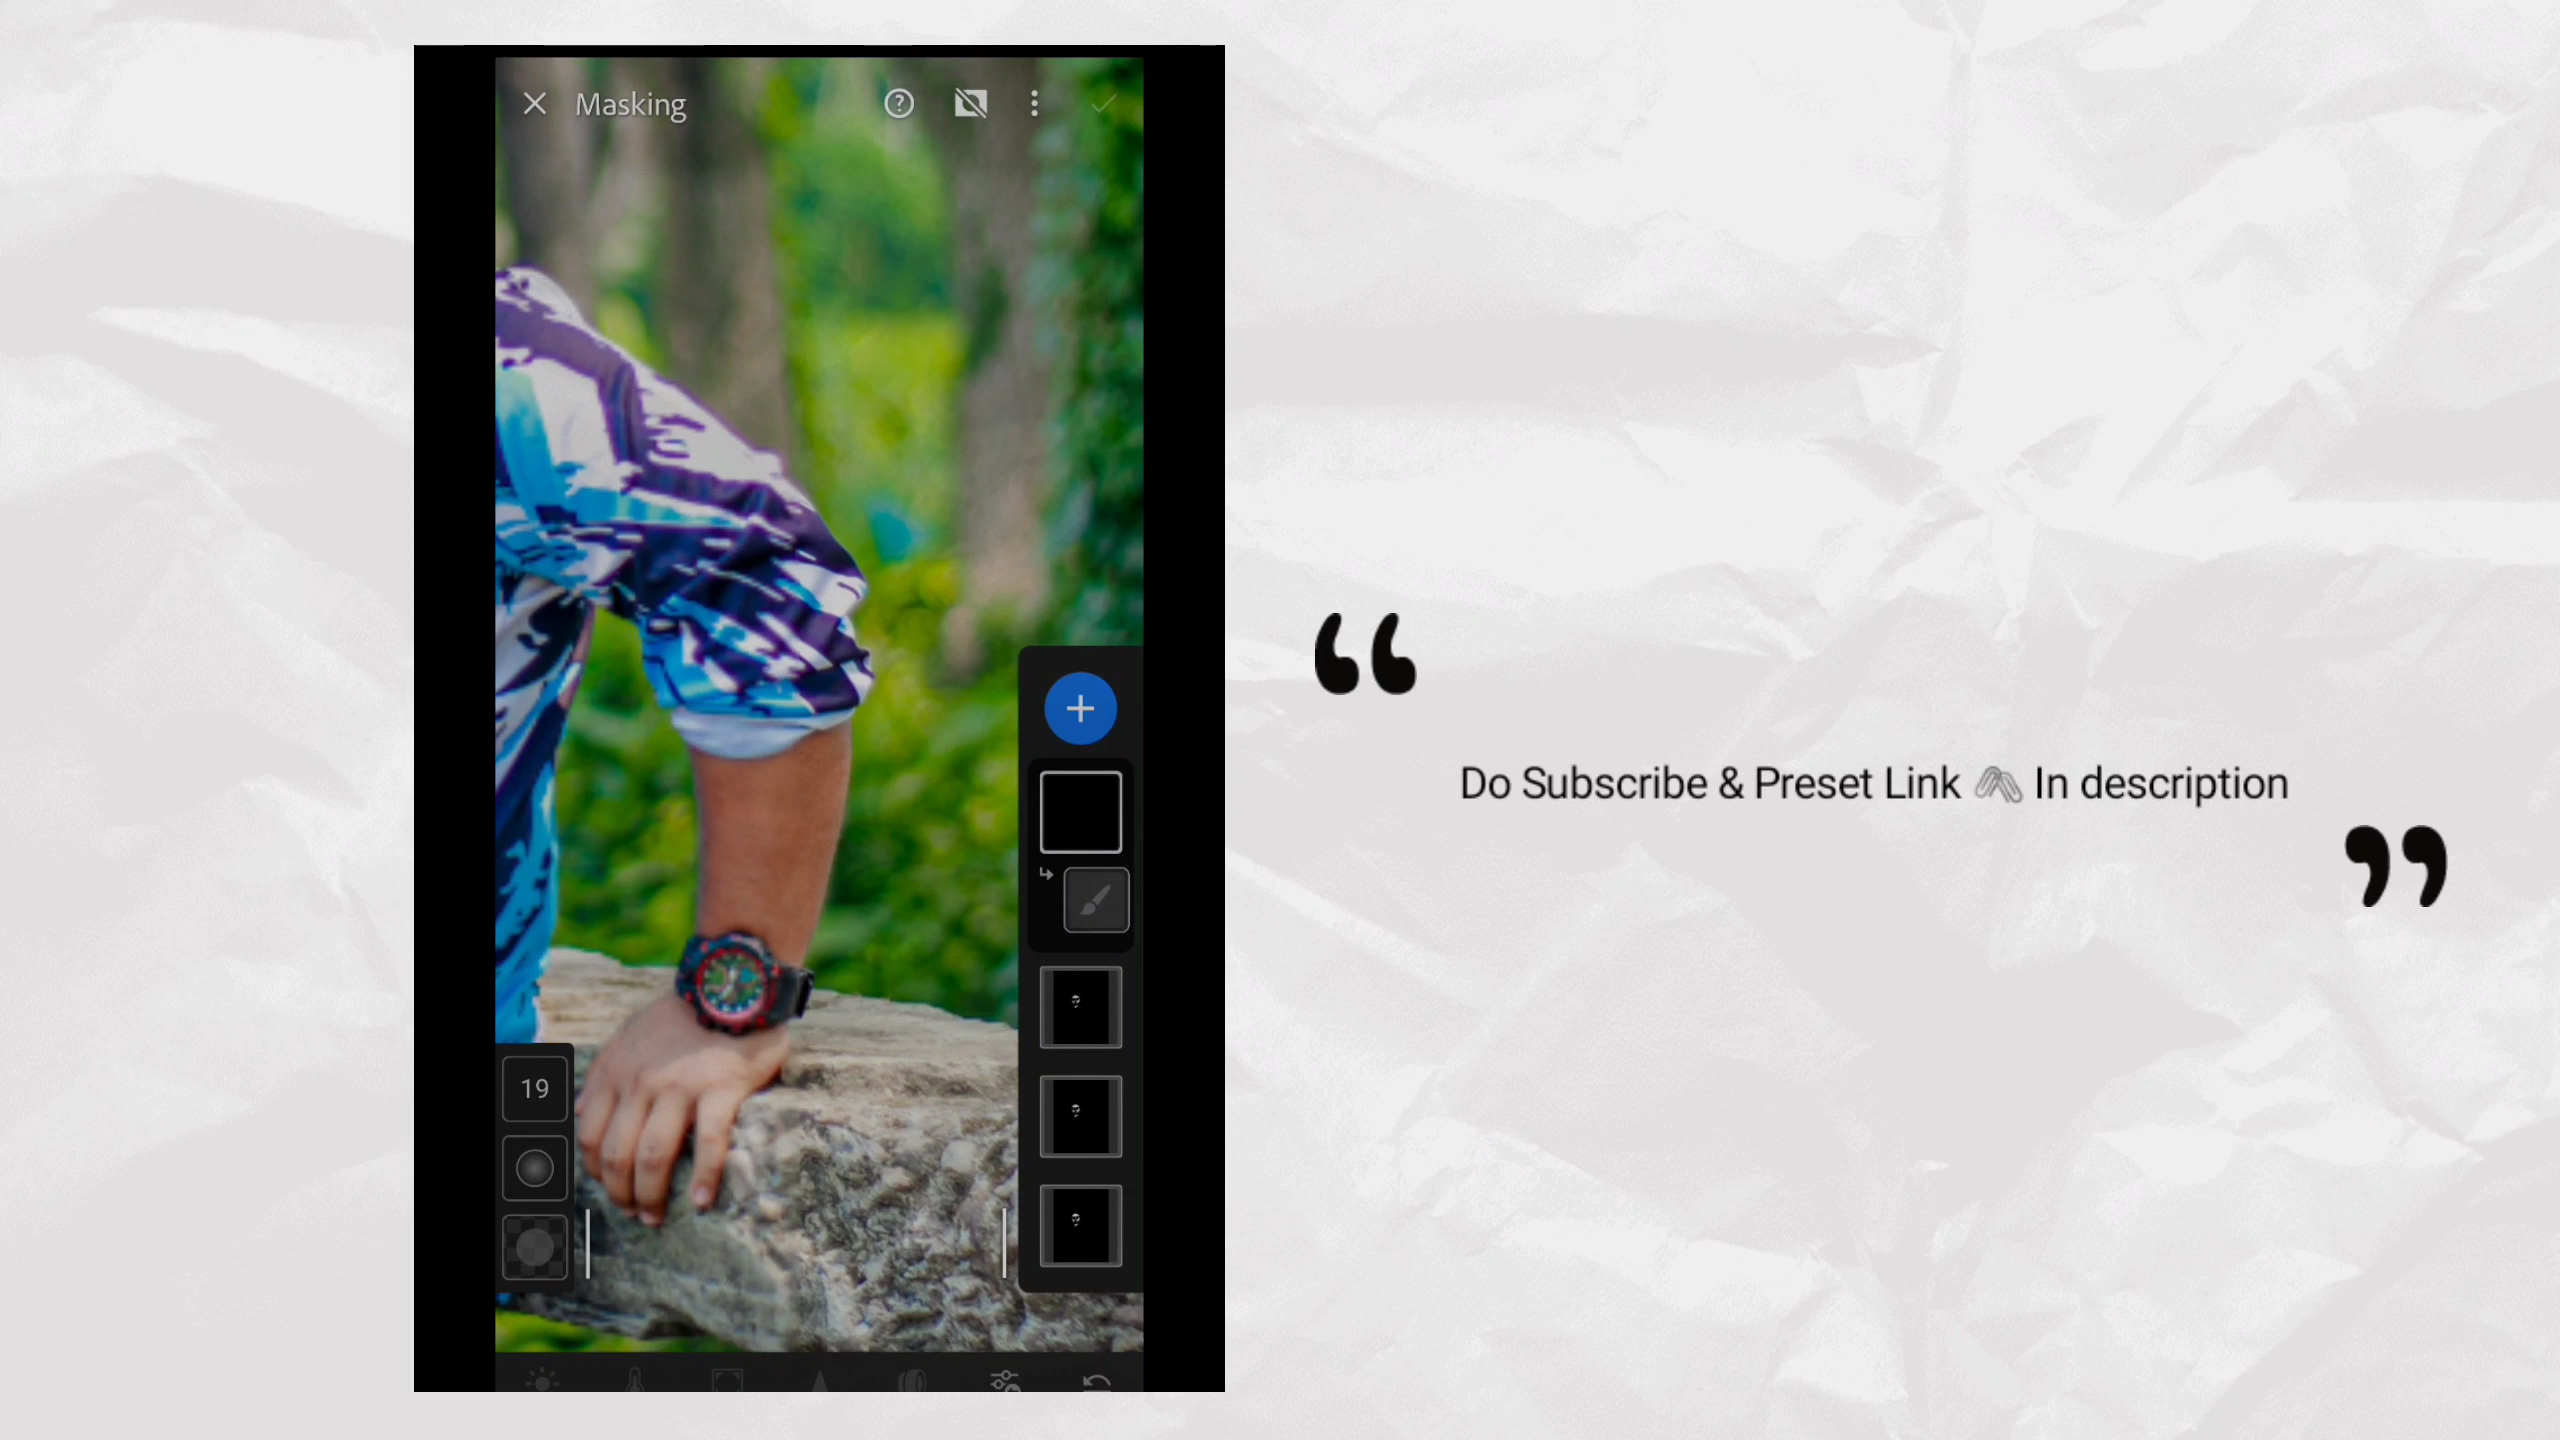 Masking
“
Do Subscribe & Preset Link 🖇️ In description
”
19